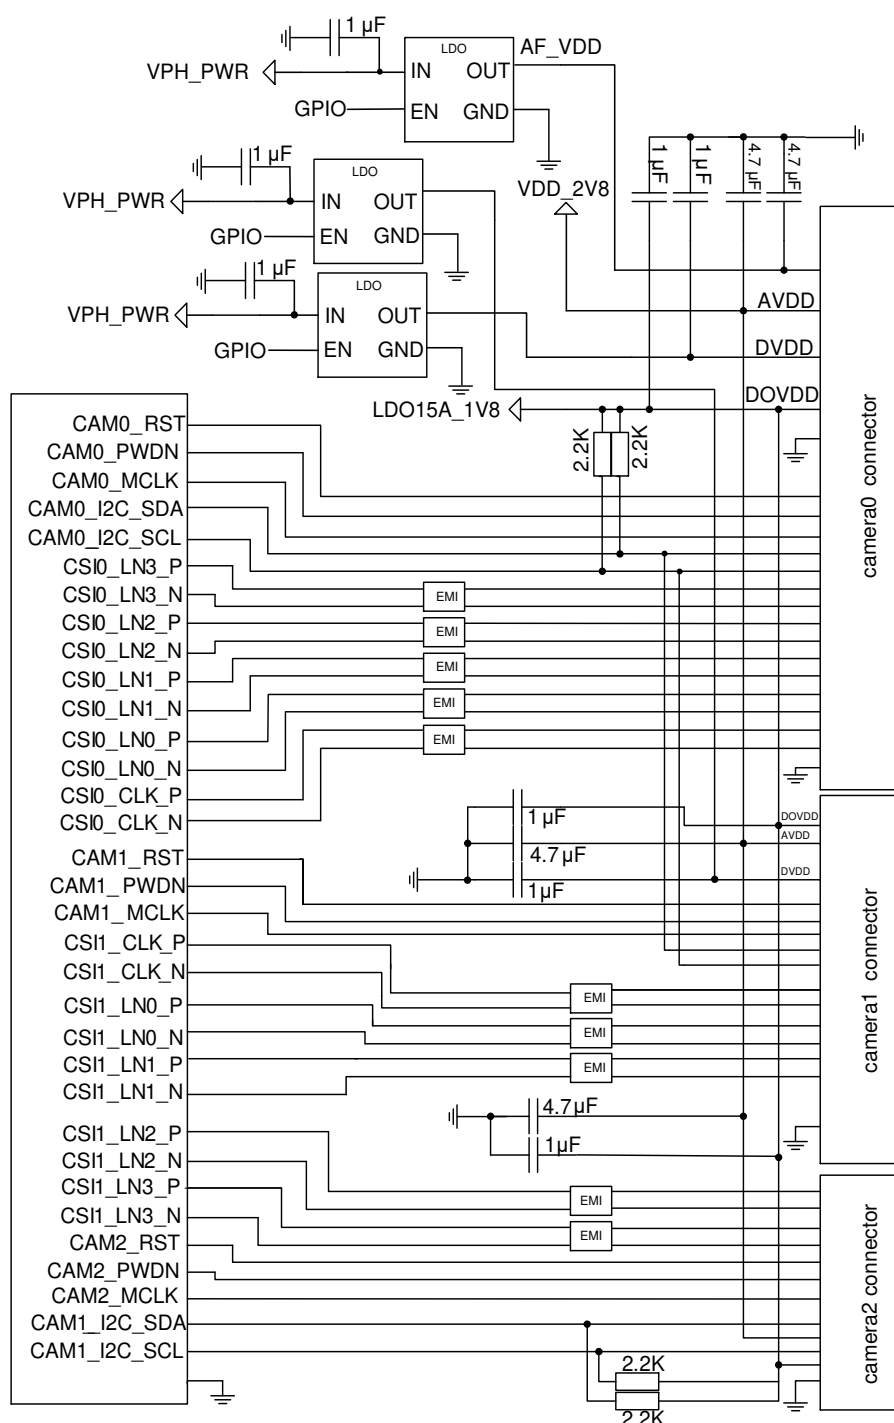 1 µF
LDO
AF_VDD
VPH_PWR
IN
OUT
GPIO
EN
GND
1 µF
LDO
VPH_PWR
IN
OUT
GPIO
EN
GND
VDD_2V8
1 µF
1 µF
4.7 µF
4.7 µF
1 µF
LDO
VPH_PWR
IN
OUT
GPIO
EN
GND
AVDD
DVDD
DOVDD
LDO15A_1V8
2.2K
2.2K
camera0 connector
CAM0_RST
CAM0_PWDN
CAM0_MCLK
CAM0_I2C_SDA
CAM0_I2C_SCL
CSI0_LN3_P
CSI0_LN3_N
EMI
CSI0_LN2_P
EMI
CSI0_LN2_N
EMI
CSI0_LN1_P
CSI0_LN1_N
EMI
CSI0_LN0_P
EMI
CSI0_LN0_N
CSI0_CLK_P
CSI0_CLK_N
1 µF
DOVDD
AVDD
4.7µF
DVDD
1µF
camera1 connector
CAM1_RST
CAM1_PWDN
CAM1_MCLK
CSI1_CLK_P
CSI1_CLK_N
EMI
CSI1_LN0_P
EMI
CSI1_LN0_N
CSI1_LN1_P
EMI
CSI1_LN1_N
4.7µF
1µF
CSI1_LN2_P
CSI1_LN2_N
CSI1_LN3_P
EMI
CSI1_LN3_N
EMI
CAM2_RST
CAM2_PWDN
CAM2_MCLK
CAM1_I2C_SDA
CAM1_I2C_SCL
2.2K
2.2K
camera2 connector